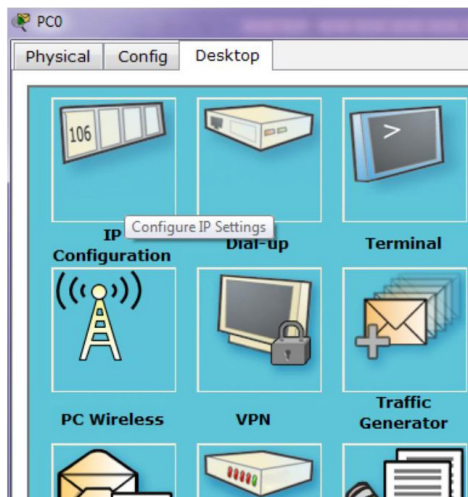 PC0
Physical Config Desktop
106
>
IP
Configuration
Configure IP Settings
Dial-up
Terminal
PC Wireless
VPN
Traffic
Generator